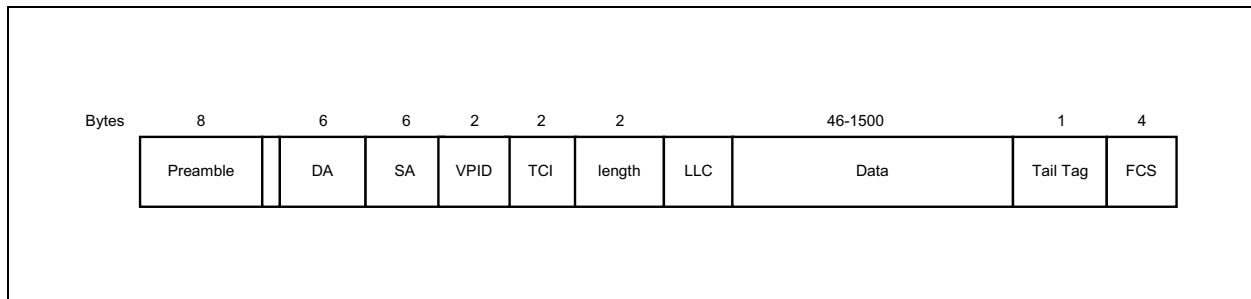 Bytes 8 6 6 2 2 2 46-1500 1 4
Preamble DA SA VPID TCI length LLC Data Tail Tag FCS